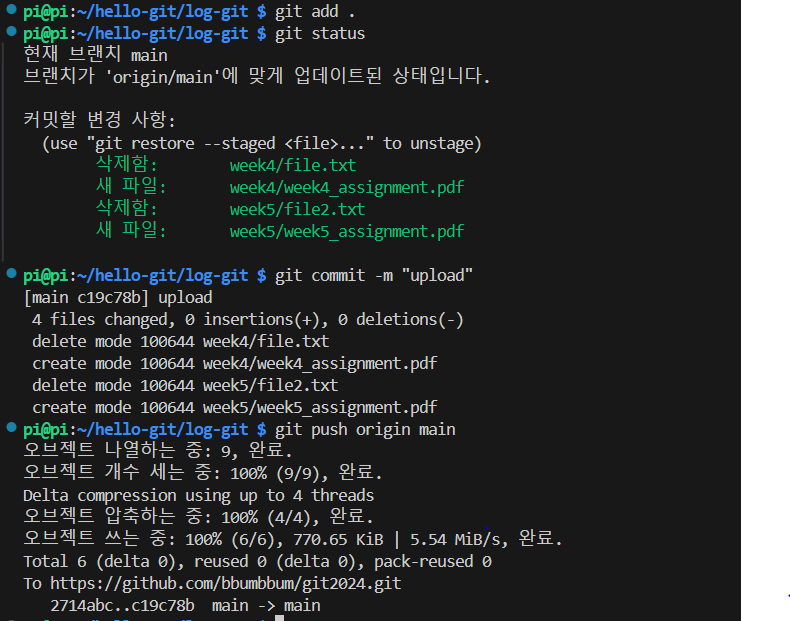 pi@pi:~/hello-git/log-git $ git add .
pi@pi:~/hello-git/log-git $ git status
현재 브랜치 main
브랜치가 'origin/main'에 맞게 업데이트된 상태입니다.
커밋할 변경 사항:
(use "git restore --staged <file>..." to unstage)
삭제함: week4/file.txt
새 파일: week4/week4_assignment.pdf
삭제함: week5/file2.txt
새 파일: week5/week5_assignment.pdf
pi@pi:~/hello-git/log-git $ git commit -m "upload"
[main c19c78b] upload
4 files changed, 0 insertions(+), 0 deletions(-)
delete mode 100644 week4/file.txt
create mode 100644 week4/week4_assignment.pdf
delete mode 100644 week5/file2.txt
create mode 100644 week5/week5_assignment.pdf
pi@pi:~/hello-git/log-git $ git push origin main
오브젝트 나열하는 중: 9, 완료.
오브젝트 개수 세는 중: 100% (9/9), 완료.
Delta compression using up to 4 threads
오브젝트 압축하는 중: 100% (4/4), 완료.
오브젝트 쓰는 중: 100% (6/6), 770.65 KiB | 5.54 MiB/s, 완료.
Total 6 (delta 0), reused 0 (delta 0), pack-reused 0
To https://github.com/bbumbbum/git2024.git
2714abc..c19c78b main -> main